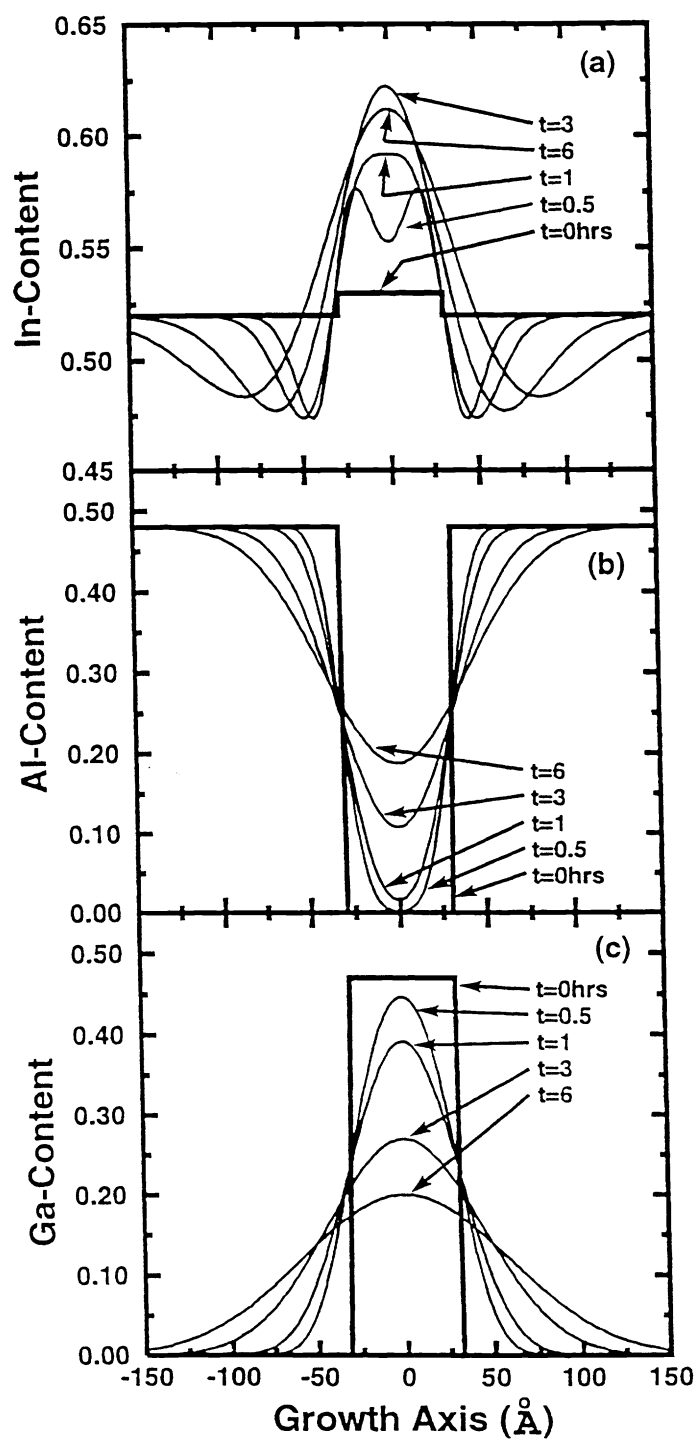 0.65
(a)
t=3
0.60
t=6
t=1
t=0.5
0.55
t=0hrs
In-Content
0.50
0.45
0.50
(b)
0.40
0.30
Al-Content
0.20
t=6
t=3
0.10
t=1
t=0.5
t=0hrs
0.00
(c)
0.50
t=0hrs
t=0.5
0.40
t=1
t=3
t=6
0.30
Ga-Content
0.20
0.10
0.00
-150 -100 -50 0 50 100 150
Growth Axis (Å)